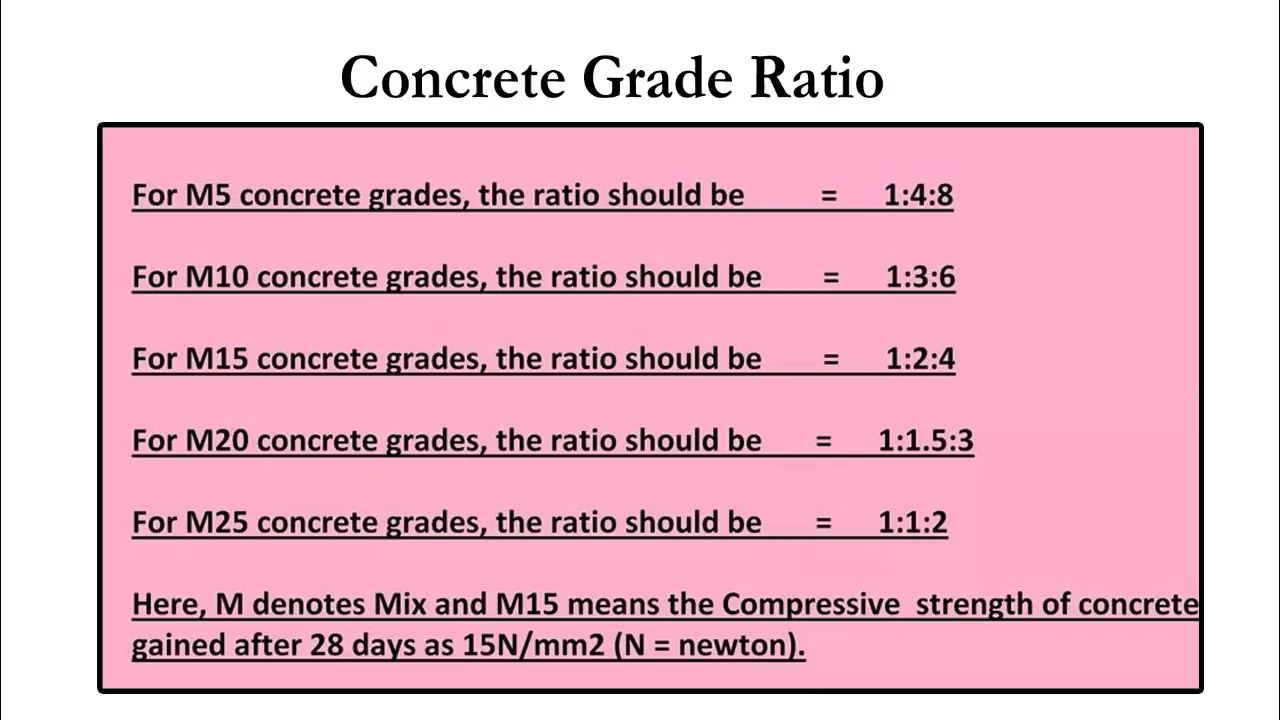 Concrete Grade Ratio
For M5 concrete grades, the ratio should be = 1:4:8
For M10 concrete grades, the ratio should be = 1:3:6
For M15 concrete grades, the ratio should be = 1:2:4
For M20 concrete grades, the ratio should be = 1:1.5:3
For M25 concrete grades, the ratio should be = 1:1:2
Here, M denotes Mix and M15 means the Compressive strength of concrete
gained after 28 days as 15N/mm2 (N = newton).